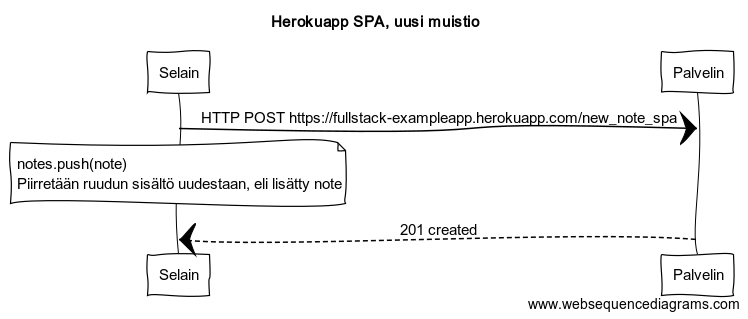 Herokuapp SPA, uusi muistio
Selain
Palvelin
HTTP POST https://fullstack-exampleapp.herokuapp.com/new_note_spa
notes.push(note)
Piirretään ruudun sisältö uudestaan, eli lisätty note
201 created
Selain
Palvelin
www.websequencediagrams.com